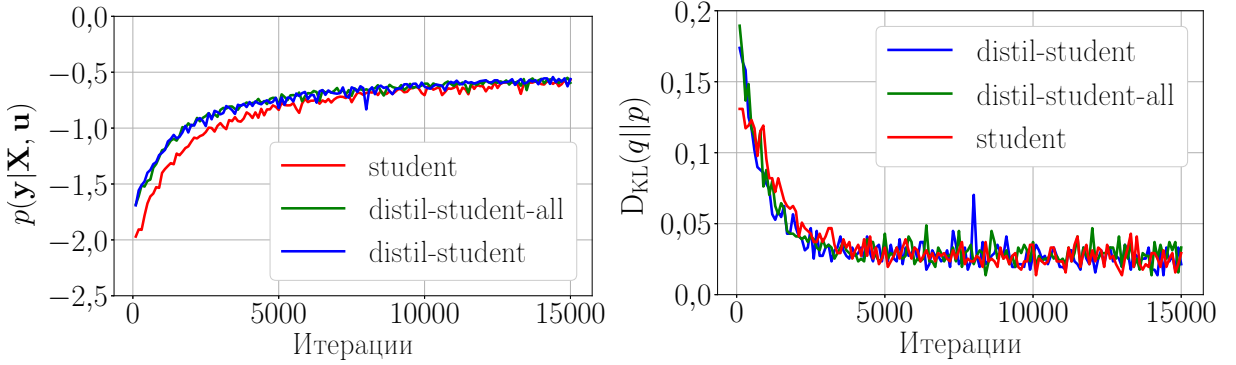 0,0
−0,5
−1,0
−1,5
−2,0
−2,5
p(y|X, u)
0
5000
10000
15000
Итерации
student
distil-student-all
distil-student
0,2
0,15
0,1
0,05
0,0
D_KL(q||p)
0
5000
10000
15000
Итерации
distil-student
distil-student-all
student